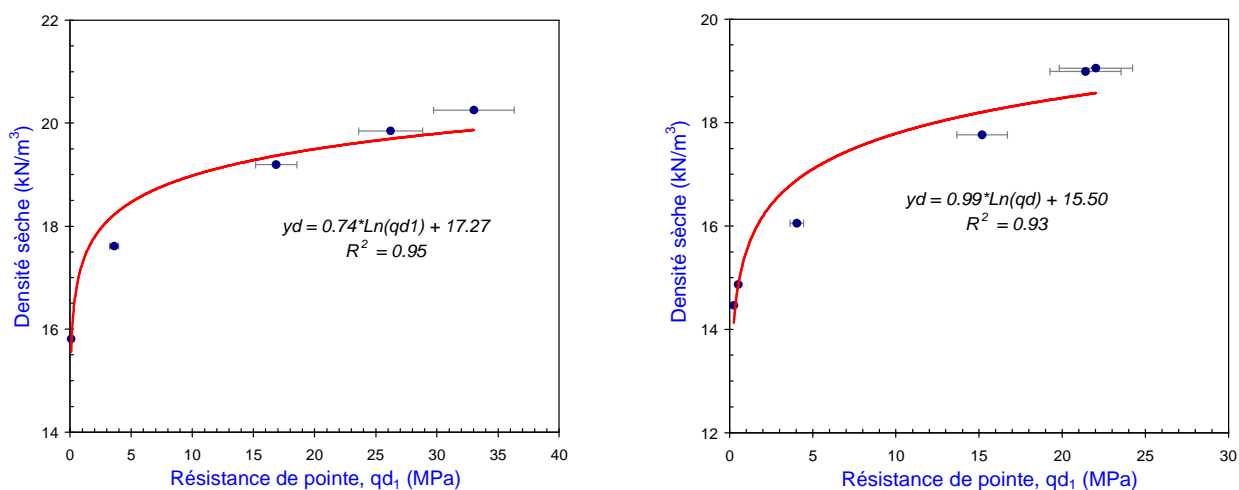 22
20
18
16
14
Densité sèche (kN/m³)
yd = 0.74*Ln(qd1) + 17.27
R² = 0.95
0 5 10 15 20 25 30 35 40
Résistance de pointe, qd₁ (MPa)
20
18
16
14
12
Densité sèche (kN/m³)
yd = 0.99*Ln(qd) + 15.50
R² = 0.93
0 5 10 15 20 25 30
Résistance de pointe, qd₁ (MPa)